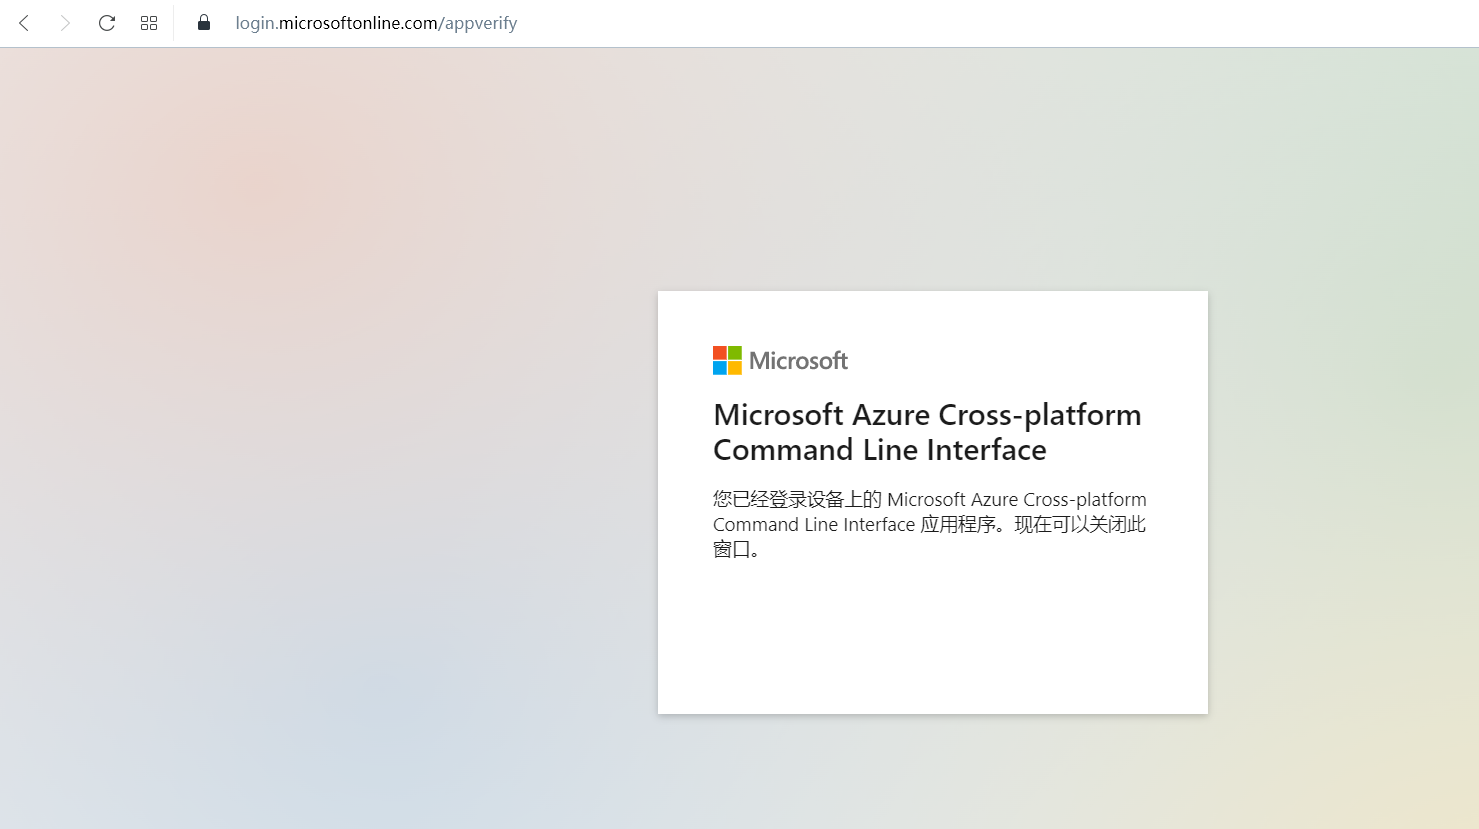 login.microsoftonline.com/appverify
Microsoft
Microsoft Azure Cross-platform
Command Line Interface
您已经登录设备上的 Microsoft Azure Cross-platform
Command Line Interface 应用程序。现在可以关闭此
窗口。